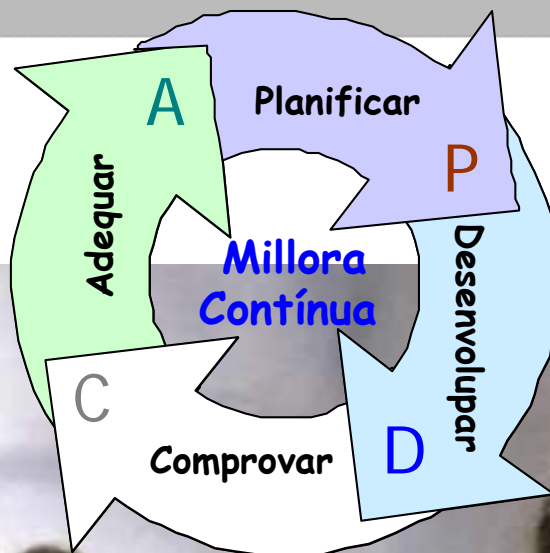 A
Planificar
P
Adequar
Millora
Contínua
Desenvolupar
C
Comprovar
D